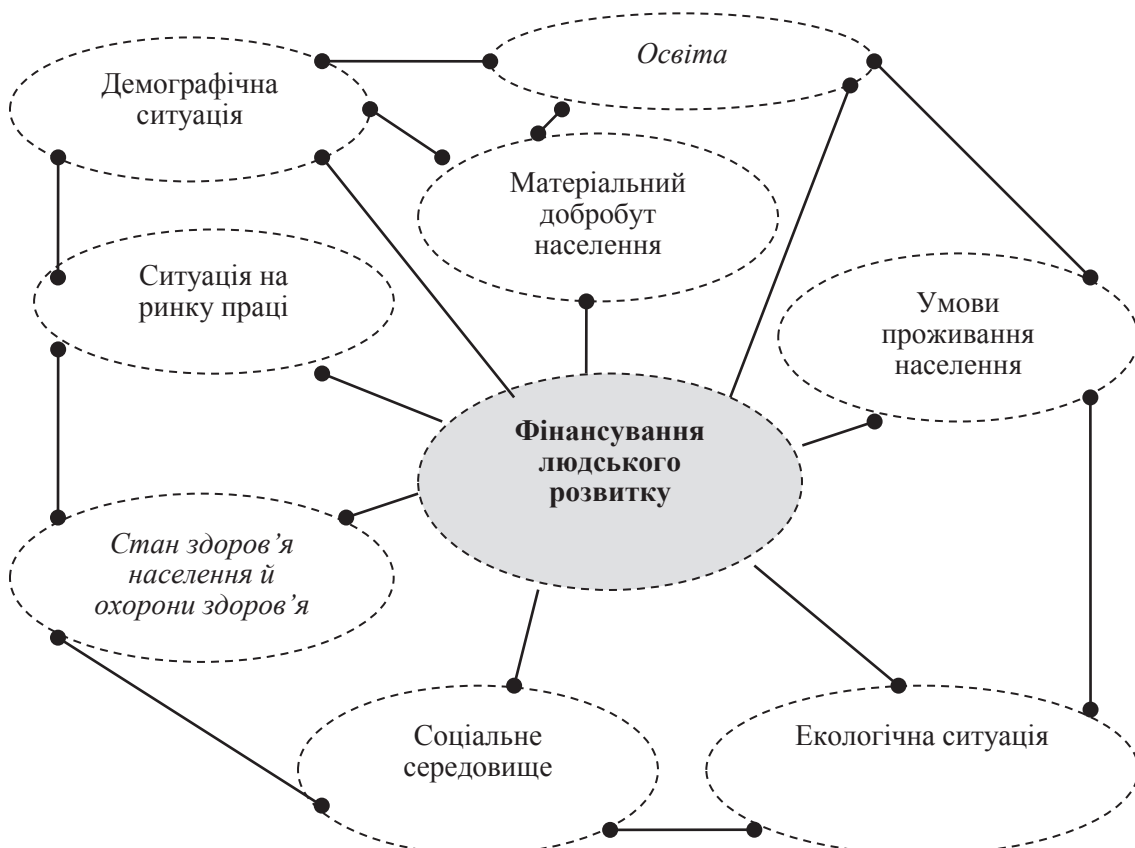 Освіта
Демографічна
ситуація
Матеріальний
добробут
населення
Ситуація на
ринку праці
Умови
проживання
населення
Фінансування
людського
розвитку
Стан здоров’я
населення й
охорони здоров’я
Соціальне
середовище
Екологічна ситуація